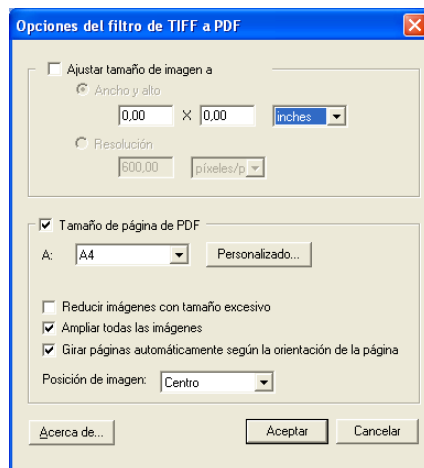 Opciones del filtro de TIFF a PDF
Ajustar tamaño de imagen a
Ancho y alto
0,00 X 0,00 inches
Resolución
600,00 píxeles/p
Tamaño de página de PDF
A: A4 Personalizado...
Reducir imágenes con tamaño excesivo
Ampliar todas las imágenes
Girar páginas automáticamente según la orientación de la página
Posición de imagen: Centro
Acerca de... Aceptar Cancelar